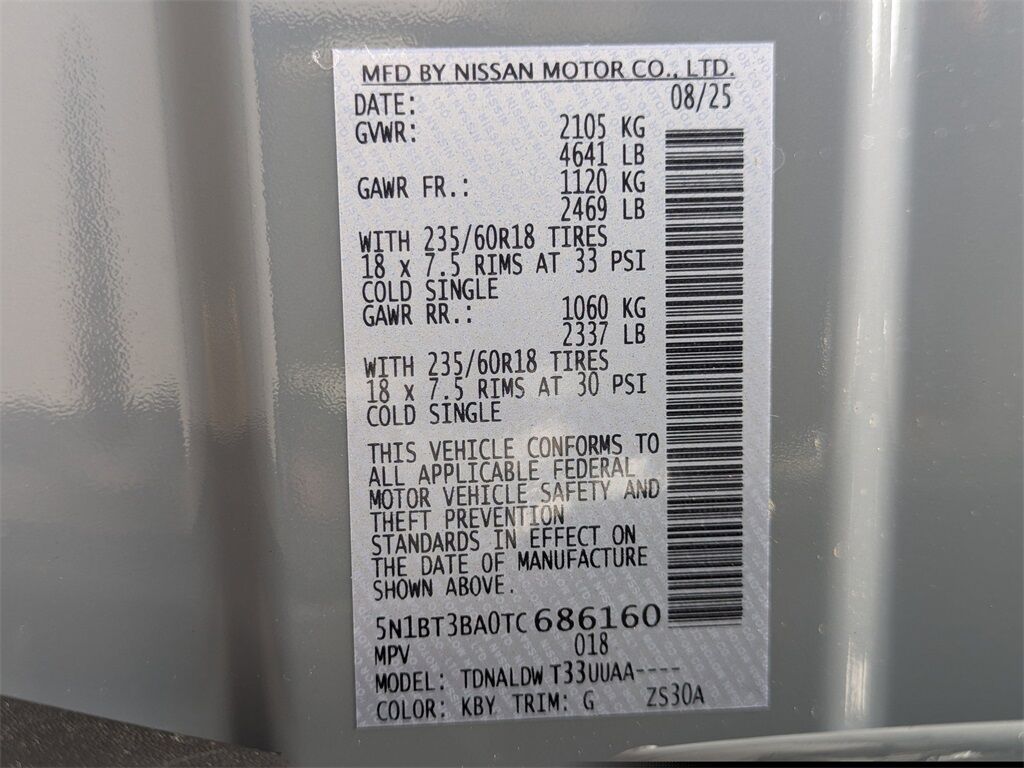 MFD BY NISSAN MOTOR CO., LTD.
DATE: 08/25
GVWR: 2105 KG
4641 LB
GAWR FR.: 1120 KG
2469 LB
WITH 235/60R18 TIRES
18 x 7.5 RIMS AT 33 PSI
COLD SINGLE
GAWR RR.: 1060 KG
2337 LB
WITH 235/60R18 TIRES
18 x 7.5 RIMS AT 30 PSI
COLD SINGLE
THIS VEHICLE CONFORMS TO
ALL APPLICABLE FEDERAL
MOTOR VEHICLE SAFETY AND
THEFT PREVENTION
STANDARDS IN EFFECT ON
THE DATE OF MANUFACTURE
SHOWN ABOVE.
5N1BT3BA0TC686160
MPV 018
MODEL: TDNALDW T33UUAA----
COLOR: KBY TRIM: G ZS30A